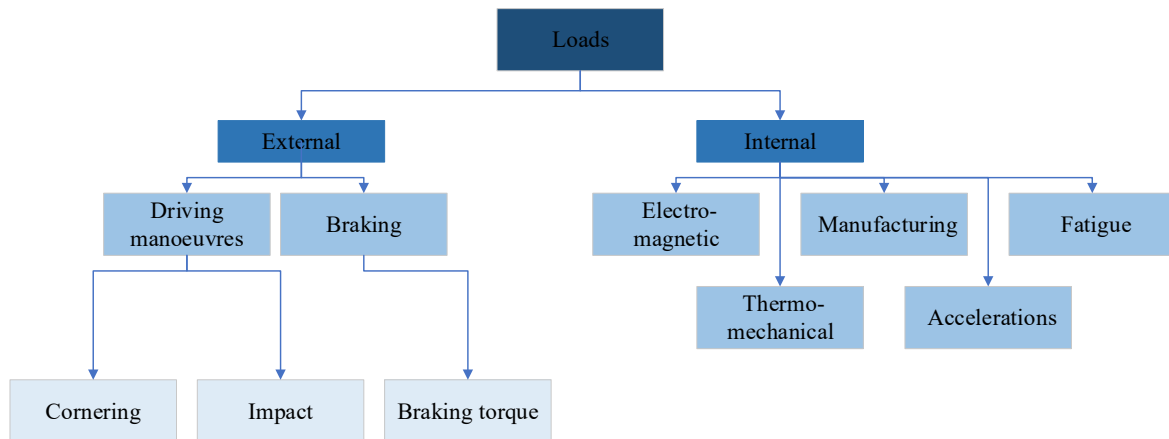 Loads
External
Internal
Driving
manoeuvres
Braking
Electro-
magnetic
Manufacturing
Fatigue
Thermo-
mechanical
Accelerations
Cornering
Impact
Braking torque